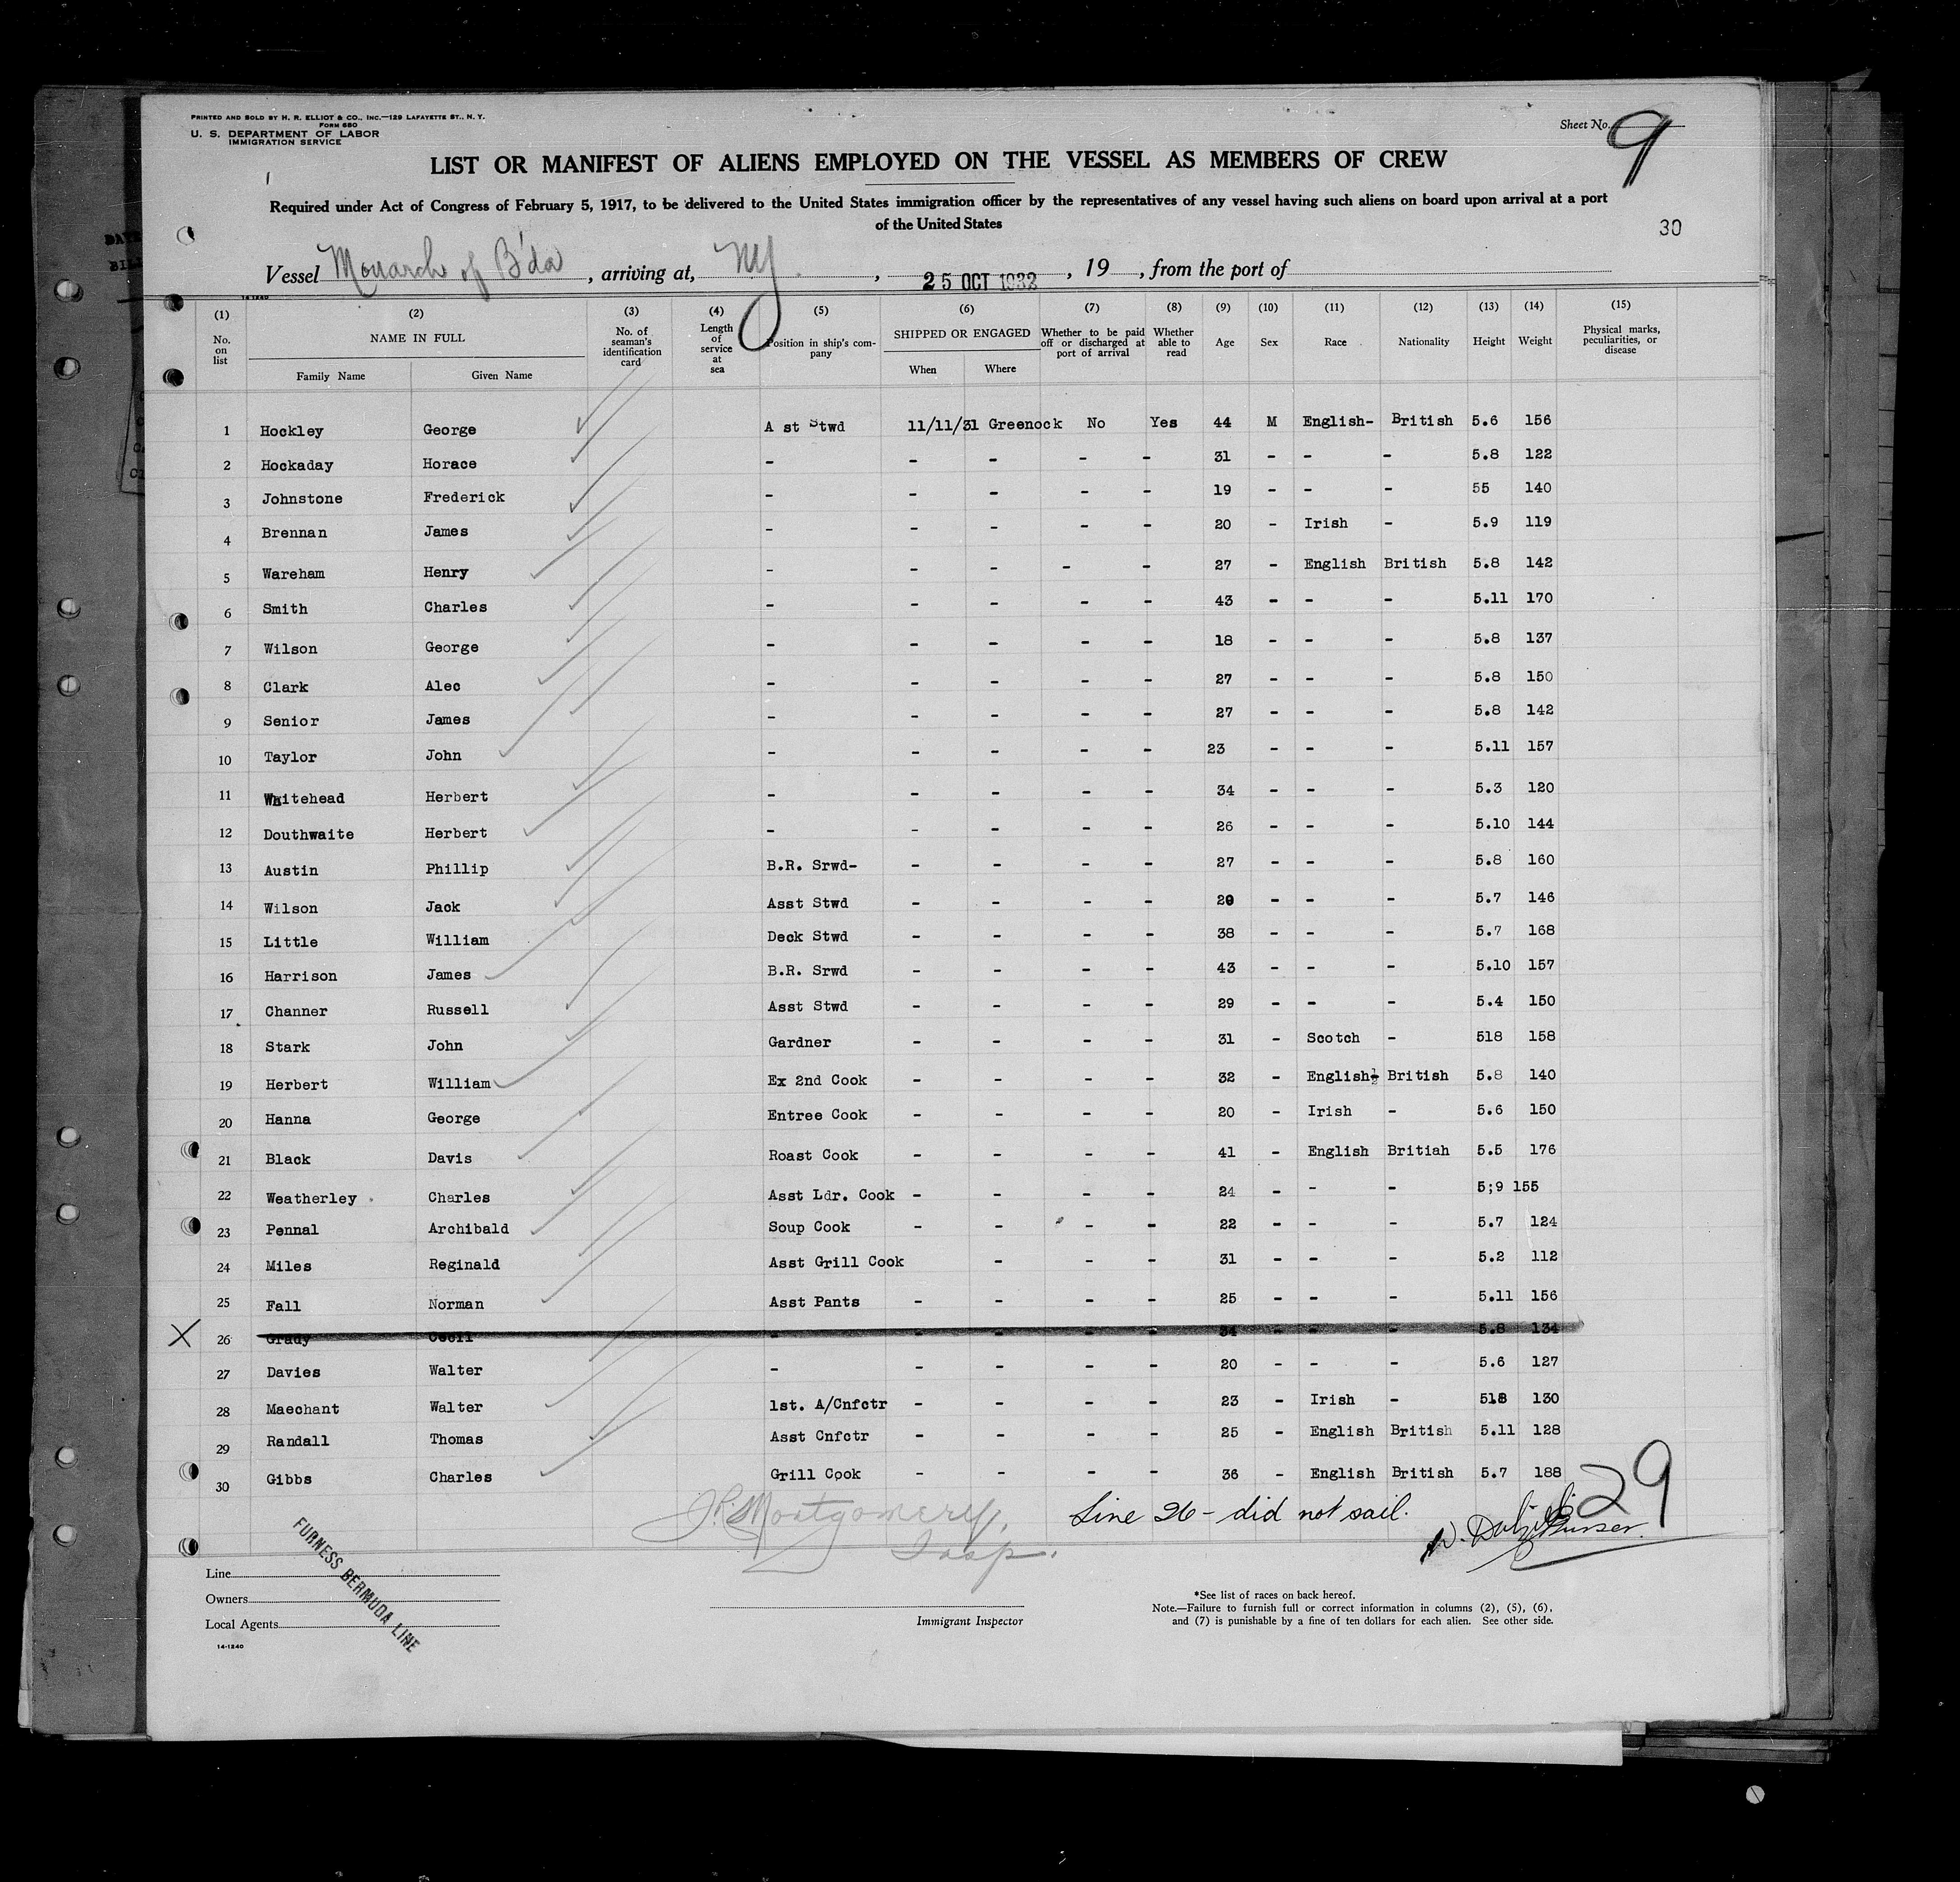 PRINTED AND SOLD BY H. R. ELLIOT & CO., INC.—129 LAFAYETTE ST., N. Y.
FORM 680
U. S. DEPARTMENT OF LABOR
IMMIGRATION SERVICE
Sheet No. 9
LIST OR MANIFEST OF ALIENS EMPLOYED ON THE VESSEL AS MEMBERS OF CREW
Required under Act of Congress of February 5, 1917, to be delivered to the United States immigration officer by the representatives of any vessel having such aliens on board upon arrival at a port
of the United States
30
Vessel Monarch of B'da, arriving at, NY, 25 OCT 1932, 19, from the port of
14-1240
(1) No. on list (2) NAME IN FULL Family Name Given Name (3) No. of seaman's identification card (4) Length of service at sea (5) Position in ship's company (6) SHIPPED OR ENGAGED When Where (7) Whether to be paid off or discharged at port of arrival (8) Whether able to read (9) Age (10) Sex (11) Race (12) Nationality (13) Height (14) Weight (15) Physical marks, peculiarities, or disease
1 Hockley George A st Stwd 11/11/31 Greenock No Yes 44 M English- British 5.6 156
2 Hockaday Horace - - - - - 31 - - - 5.8 122
3 Johnstone Frederick - - - - - 19 - - - 55 140
4 Brennan James - - - - - 20 - Irish - 5.9 119
5 Wareham Henry - - - - - 27 - English British 5.8 142
6 Smith Charles - - - - - 43 - - - 5.11 170
7 Wilson George - - - - - 18 - - - 5.8 137
8 Clark Alec - - - - - 27 - - - 5.8 150
9 Senior James - - - - - 27 - - - 5.8 142
10 Taylor John - - - - - 23 - - - 5.11 157
11 Whitehead Herbert - - - - - 34 - - - 5.3 120
12 Douthwaite Herbert - - - - - 26 - - - 5.10 144
13 Austin Phillip B.R. Srwd- - - - - 27 - - - 5.8 160
14 Wilson Jack Asst Stwd - - - - 20 - - - 5.7 146
15 Little William Deck Stwd - - - - 38 - - - 5.7 168
16 Harrison James B.R. Srwd - - - - 43 - - - 5.10 157
17 Channer Russell Asst Stwd - - - - 29 - - - 5.4 150
18 Stark John Gardner - - - - 31 - Scotch - 518 158
19 Herbert William Ex 2nd Cook - - - - 32 - English- British 5.8 140
20 Hanna George Entree Cook - - - - 20 - Irish - 5.6 150
21 Black Davis Roast Cook - - - - 41 - English Britiah 5.5 176
22 Weatherley Charles Asst Ldr. Cook - - - - 24 - - - 5;9 155
23 Pennal Archibald Soup Cook - - - - 22 - - - 5.7 124
24 Miles Reginald Asst Grill Cook - - - 31 - - - 5.2 112
25 Fall Norman Asst Pants - - - - 25 - - - 5.11 156
X 26 Grady Cecil - - - - - 34 - - - 5.8 134
27 Davies Walter - - - - - 20 - - - 5.6 127
28 Maechant Walter 1st. A/Cnfctr - - - - 23 - Irish - 518 130
29 Randall Thomas Asst Cnfctr - - - - 25 - English British 5.11 128
30 Gibbs Charles Grill Cook - - - - 36 - English British 5.7 188
29
J. Montgomery, Insp.
Line 26 - did not sail.
Purser.
Line
Owners
Local Agents
FURNESS BERMUDA LINE
14-1240
Immigrant Inspector
*See list of races on back hereof.
Note.—Failure to furnish full or correct information in columns (2), (5), (6),
and (7) is punishable by a fine of ten dollars for each alien. See other side.